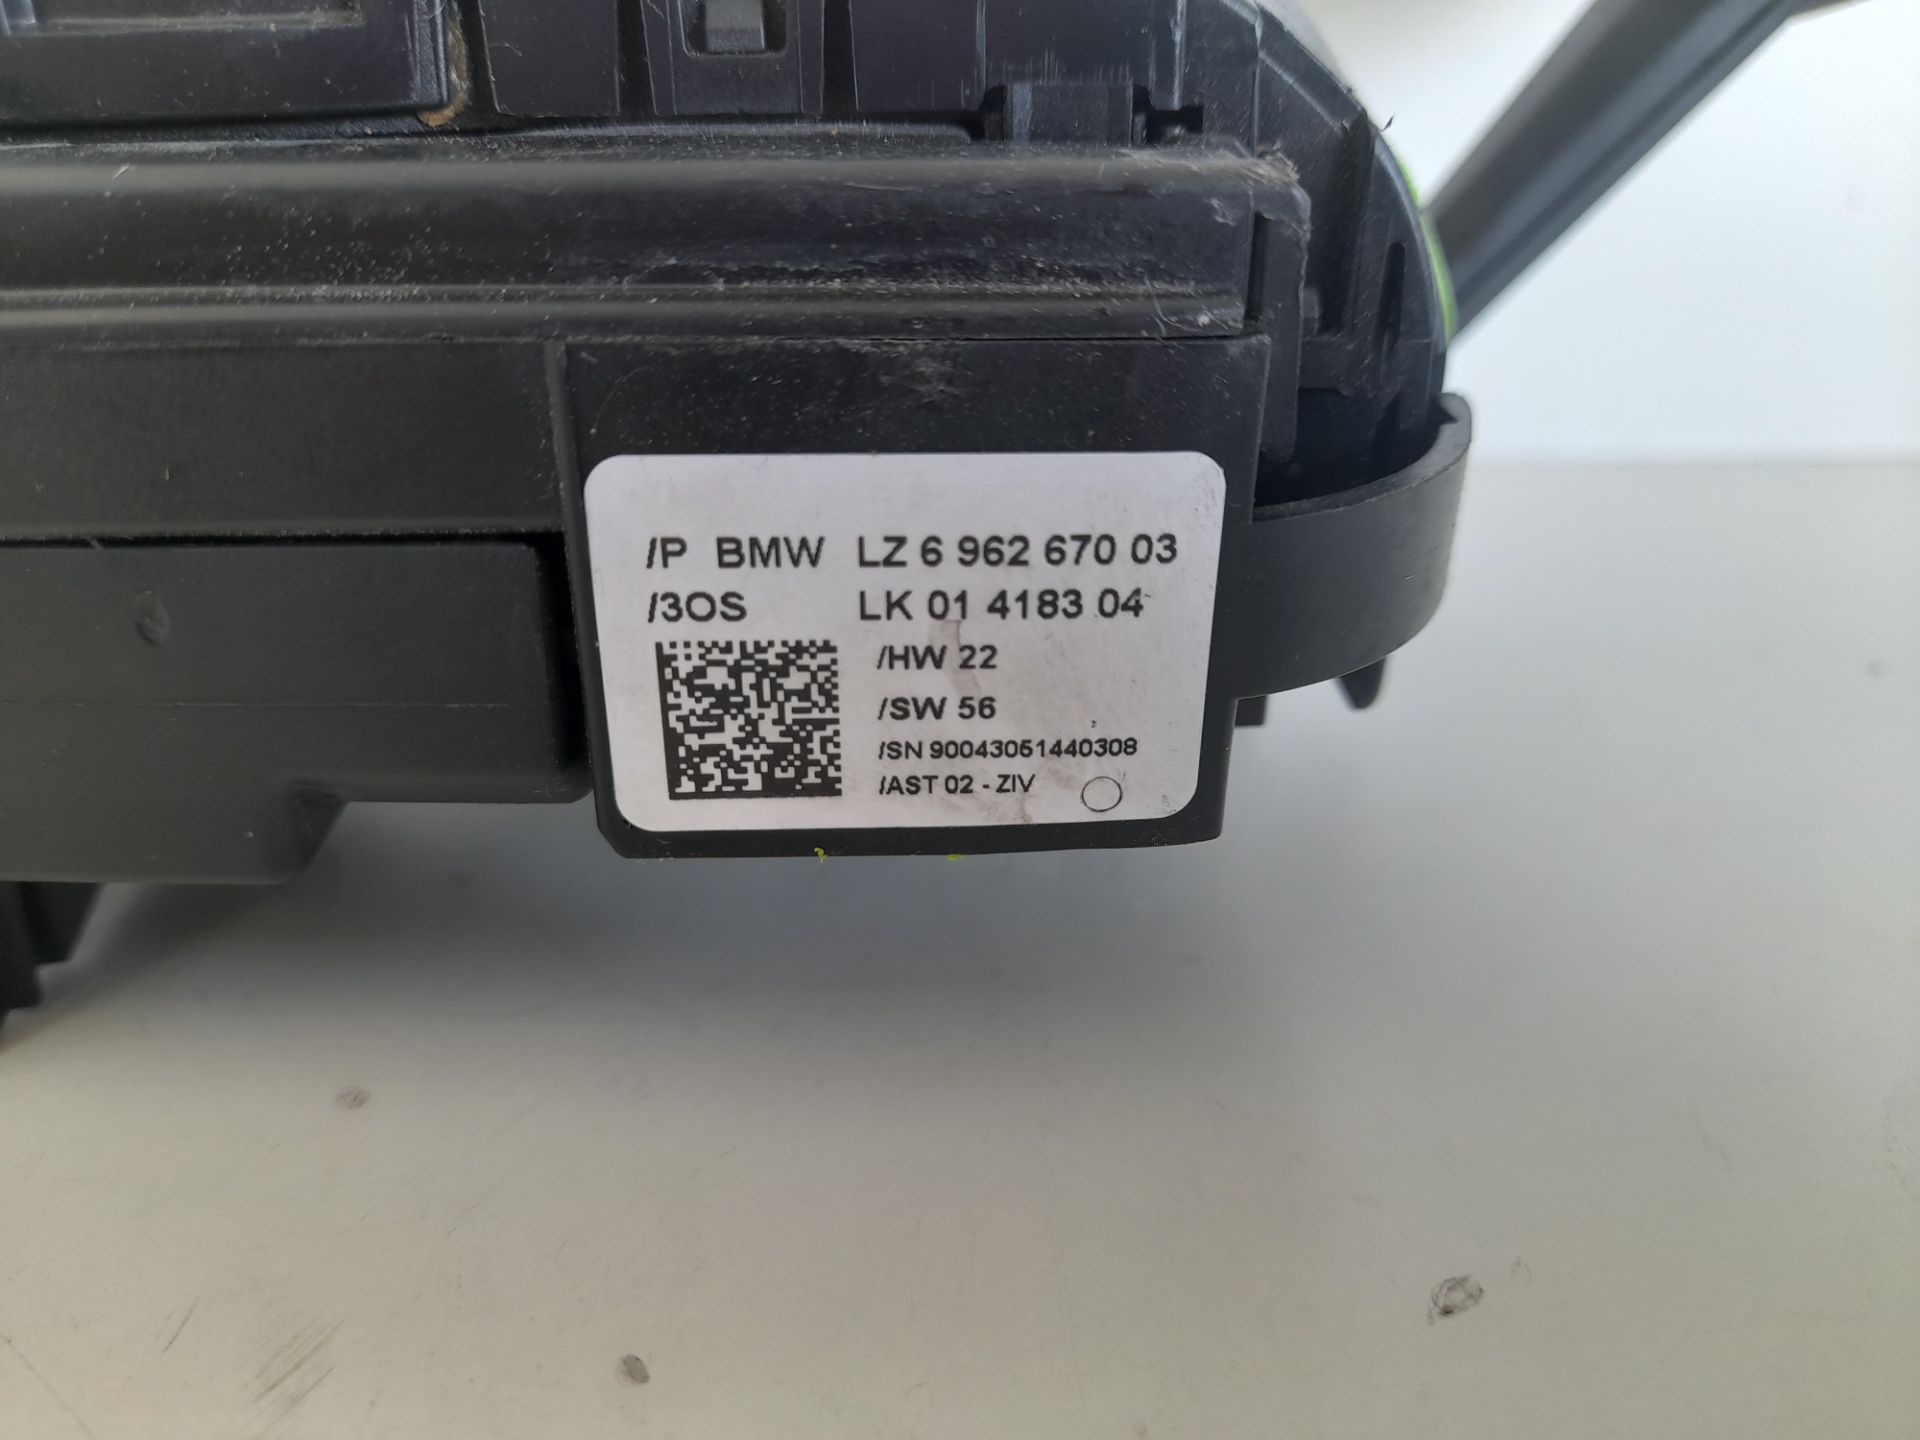 /P BMW LZ 6 962 670 03
/3OS LK 01 4183 04
/HW 22
/SW 56
/SN 90043051440308
/AST 02 - ZIV